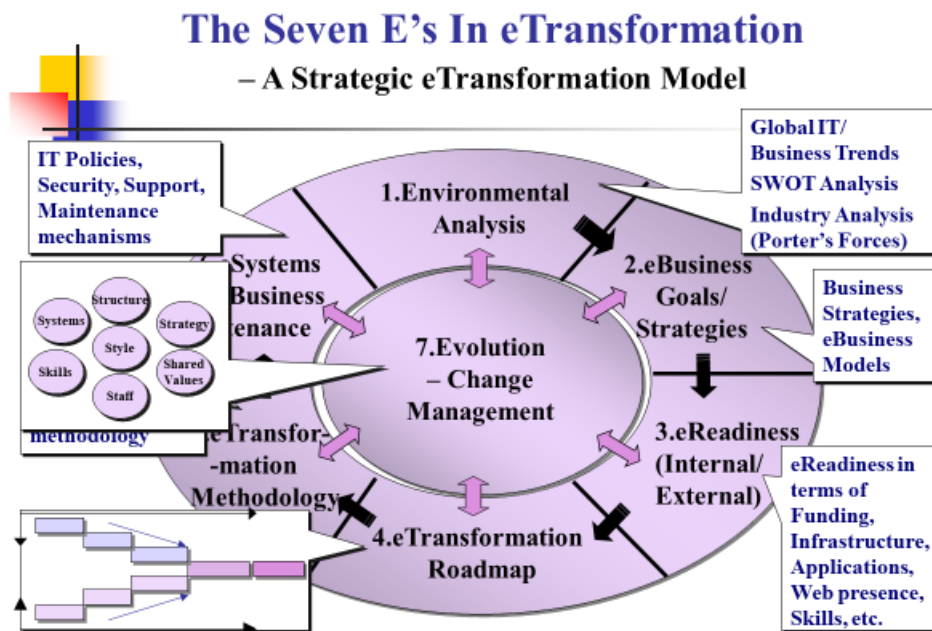 The Seven E's In eTransformation
– A Strategic eTransformation Model
IT Policies,
Security, Support,
Maintenance
mechanisms
Global IT/
Business Trends
SWOT Analysis
Industry Analysis
(Porter's Forces)
1.Environmental
Analysis
2.eBusiness
Goals/
Strategies
Business
Strategies,
eBusiness
Models
Systems
Business
tenance
Structure
Systems
Strategy
Style
Skills
Shared
Values
Staff
7.Evolution
– Change
Management
methodology
.eTransfor-
-mation
Methodology
3.eReadiness
(Internal/
External)
eReadiness in
terms of
Funding,
Infrastructure,
Applications,
Web presence,
Skills, etc.
4.eTransformation
Roadmap